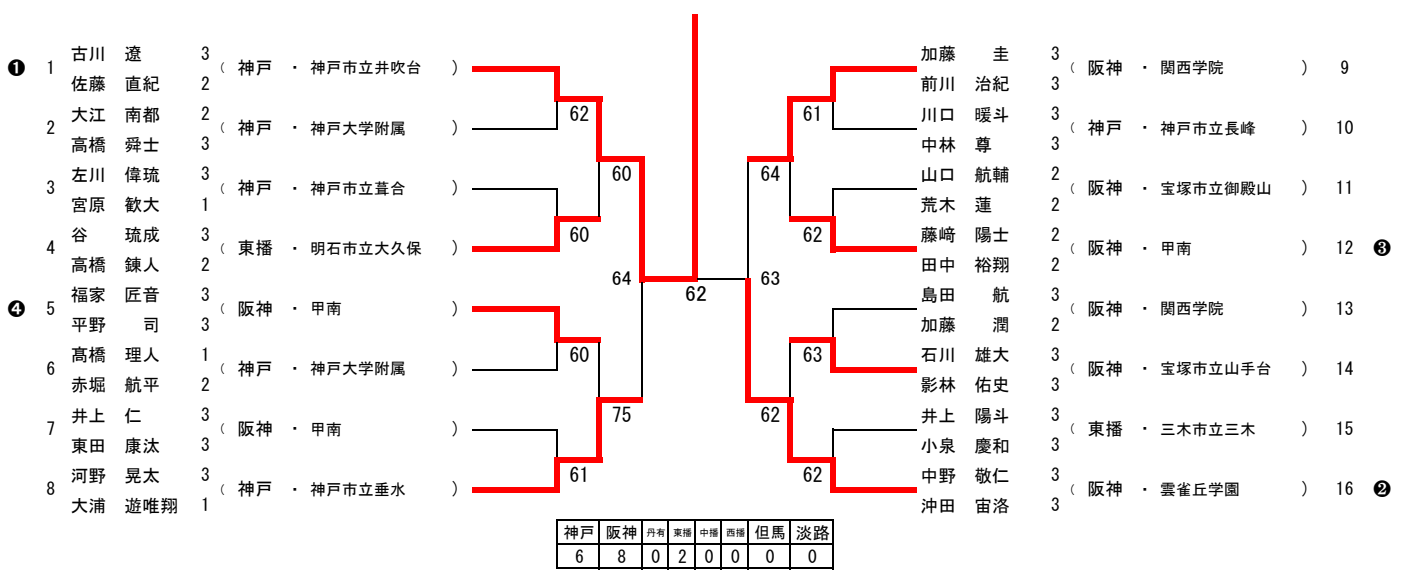 ❶ 1 古川 遼 3 ( 神戸 ・ 神戸市立井吹台 )
佐藤 直紀 2
2 大江 南都 2 ( 神戸 ・ 神戸大学附属 )
高橋 舜士 3
3 左川 偉琉 3 ( 神戸 ・ 神戸市立葺合 )
宮原 歓大 1
4 谷 琉成 3 ( 東播 ・ 明石市立大久保 )
高橋 錬人 2
❹ 5 福家 匠音 3 ( 阪神 ・ 甲南 )
平野 司 3
6 髙橋 理人 1 ( 神戸 ・ 神戸大学附属 )
赤堀 航平 2
7 井上 仁 3 ( 阪神 ・ 甲南 )
東田 康汰 3
8 河野 晃太 3 ( 神戸 ・ 神戸市立垂水 )
大浦 遊唯翔 1
62
60
60
64
60
75
61
62
61
64
62
63
63
62
62
加藤 圭 3 ( 阪神 ・ 関西学院 ) 9
前川 治紀 3
川口 暖斗 3 ( 神戸 ・ 神戸市立長峰 ) 10
中林 尊 3
山口 航輔 2 ( 阪神 ・ 宝塚市立御殿山 ) 11
荒木 蓮 2
藤﨑 陽士 2 ( 阪神 ・ 甲南 ) 12 ❸
田中 裕翔 2
島田 航 3 ( 阪神 ・ 関西学院 ) 13
加藤 潤 2
石川 雄大 3 ( 阪神 ・ 宝塚市立山手台 ) 14
影林 佑史 3
井上 陽斗 3 ( 東播 ・ 三木市立三木 ) 15
小泉 慶和 3
中野 敬仁 3 ( 阪神 ・ 雲雀丘学園 ) 16 ❷
沖田 宙洛 3
神戸 阪神 丹有 東播 中播 西播 但馬 淡路
6 8 0 2 0 0 0 0